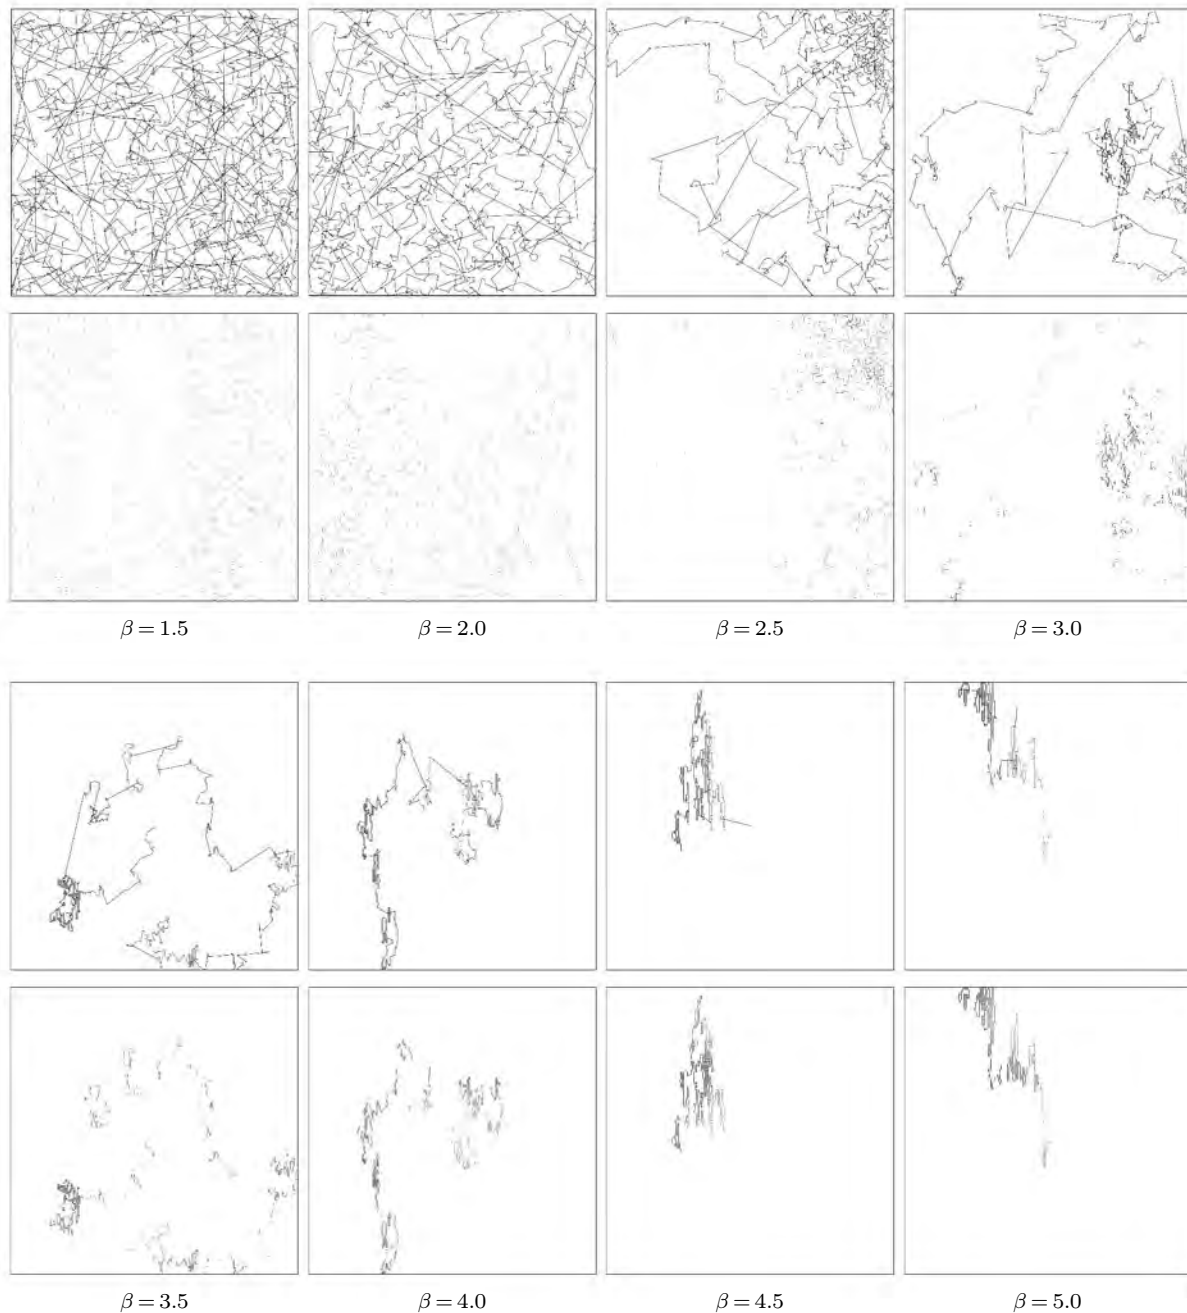 β = 1.5
β = 2.0
β = 2.5
β = 3.0
β = 3.5
β = 4.0
β = 4.5
β = 5.0